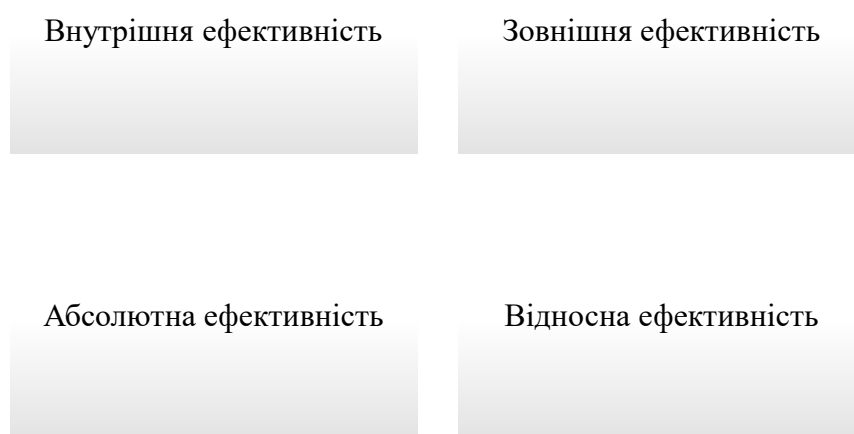 Внутрішня ефективність
Зовнішня ефективність
Абсолютна ефективність
Відносна ефективність